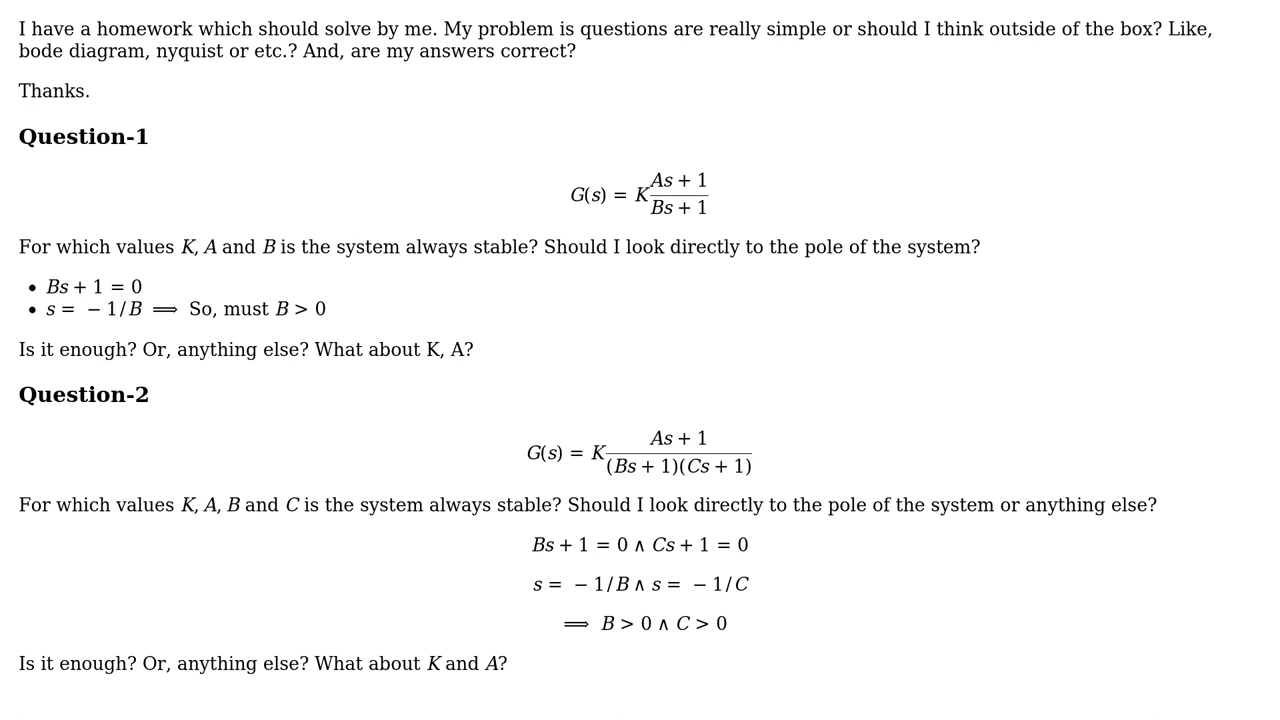 I have a homework which should solve by me. My problem is questions are really simple or should I think outside of the box? Like,
bode diagram, nyquist or etc.? And, are my answers correct?
Thanks.
Question-1
G(s) = K \frac{As + 1}{Bs + 1}
For which values K, A and B is the system always stable? Should I look directly to the pole of the system?
• Bs + 1 = 0
• s = − 1 / B ⟹ So, must B > 0
Is it enough? Or, anything else? What about K, A?
Question-2
G(s) = K \frac{As + 1}{(Bs + 1)(Cs + 1)}
For which values K, A, B and C is the system always stable? Should I look directly to the pole of the system or anything else?
Bs + 1 = 0 ∧ Cs + 1 = 0
s = − 1 / B ∧ s = − 1 / C
⟹ B > 0 ∧ C > 0
Is it enough? Or, anything else? What about K and A?